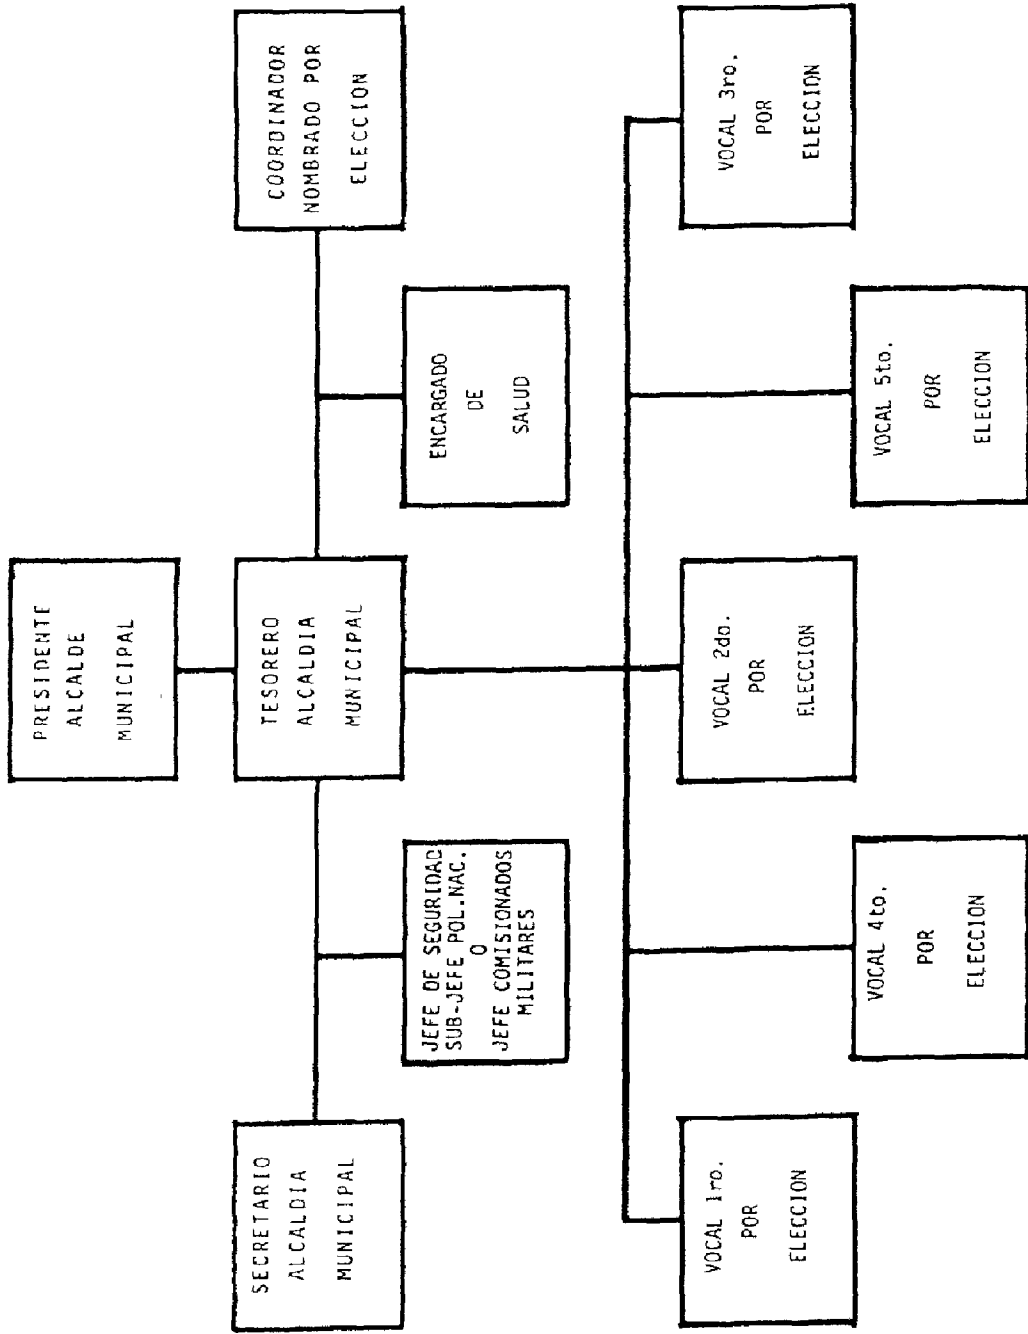 PRESIDENTE
ALCALDE
MUNICIPAL
SECRETARIO
ALCALDIA
MUNICIPAL
TESORERO
ALCALDIA
MUNICIPAL
COORDINADOR
NOMBRADO POR
ELECCION
JEFE DE SEGURIDAD
SUB-JEFE POL.NAC.
O
JEFE COMISIONADOS
MILITARES
ENCARGADO
DE
SALUD
VOCAL 1ro.
POR
ELECCION
VOCAL 2do.
POR
ELECCION
VOCAL 3ro.
POR
ELECCION
VOCAL 4to.
POR
ELECCION
VOCAL 5to.
POR
ELECCION